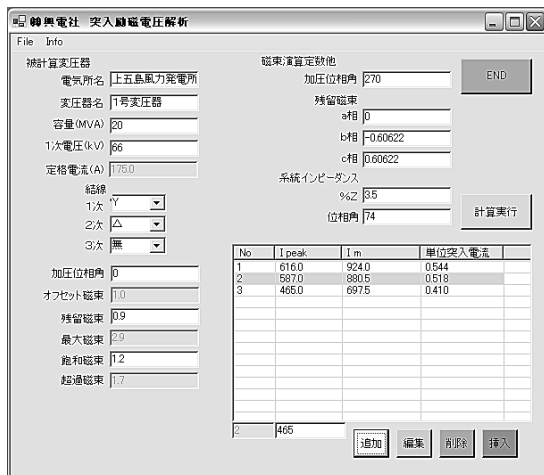 ㈱興電社 突入励磁電圧解析
File Info
被計算変圧器
電気所名 上五島風力発電所
変圧器名 1号変圧器
容量(MVA) 20
1次電圧(kV) 66
定格電流(A) 175.0
結線
1次 Y
2次 △
3次 無
加圧位相角 0
オフセット磁束 1.0
残留磁束 0.9
最大磁束 2.9
飽和磁束 1.2
超過磁束 1.7
磁束演算定数他
加圧位相角 270
残留磁束
a相 0
b相 -0.60622
c相 0.60622
系統インピーダンス
%Z 3.5
位相角 74
END
計算実行
No I peak I m 単位突入電流
1 616.0 924.0 0.544
2 587.0 880.5 0.518
3 465.0 697.5 0.410
2 465
追加 編集 削除 挿入